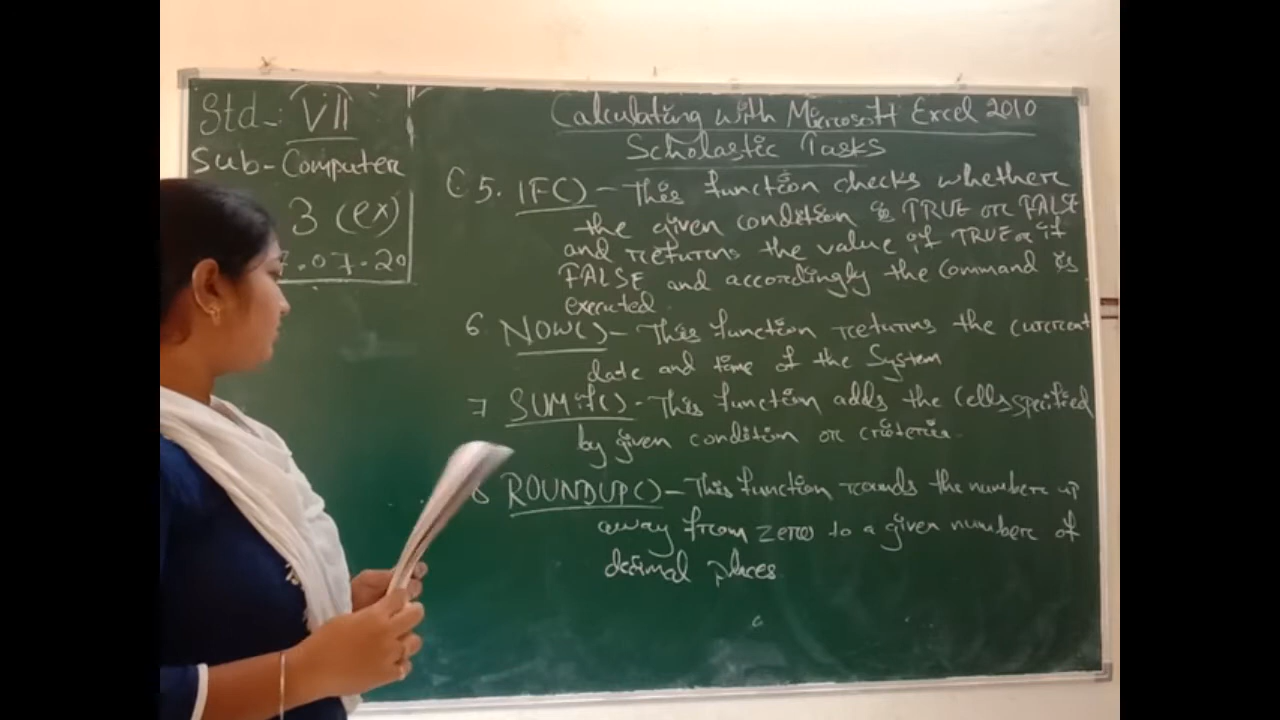 Std-: VII
Sub-Computer
3 (ex)
.07.20
Calculating with Microsoft Excel 2010
Scholastic Tasks
C 5. IF() - This function checks whether
the given condition is TRUE or FALSE
and returns the value if TRUE or if
FALSE and accordingly the Command is
executed.
6 NOW() - This function returns the current
date and time of the System
7 SUMif() - This function adds the Cells specified
by given condition or criteria.
8 ROUNDUP() - This function rounds the number up
away from zero to a given number of
decimal places.